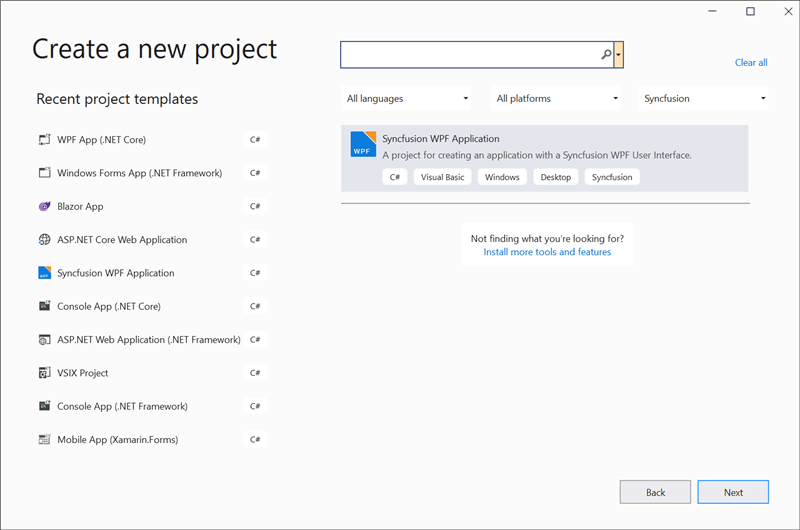 Create a new project
Clear all
Recent project templates
All languages
All platforms
Syncfusion
WPF App (.NET Core) C#
Windows Forms App (.NET Framework) C#
Blazor App C#
ASP.NET Core Web Application C#
Syncfusion WPF Application C#
Console App (.NET Core) C#
ASP.NET Web Application (.NET Framework) C#
VSIX Project C#
Console App (.NET Framework) C#
Mobile App (Xamarin.Forms) C#
WPF
Syncfusion WPF Application
A project for creating an application with a Syncfusion WPF User Interface.
C# Visual Basic Windows Desktop Syncfusion
Not finding what you're looking for?
Install more tools and features
Back
Next